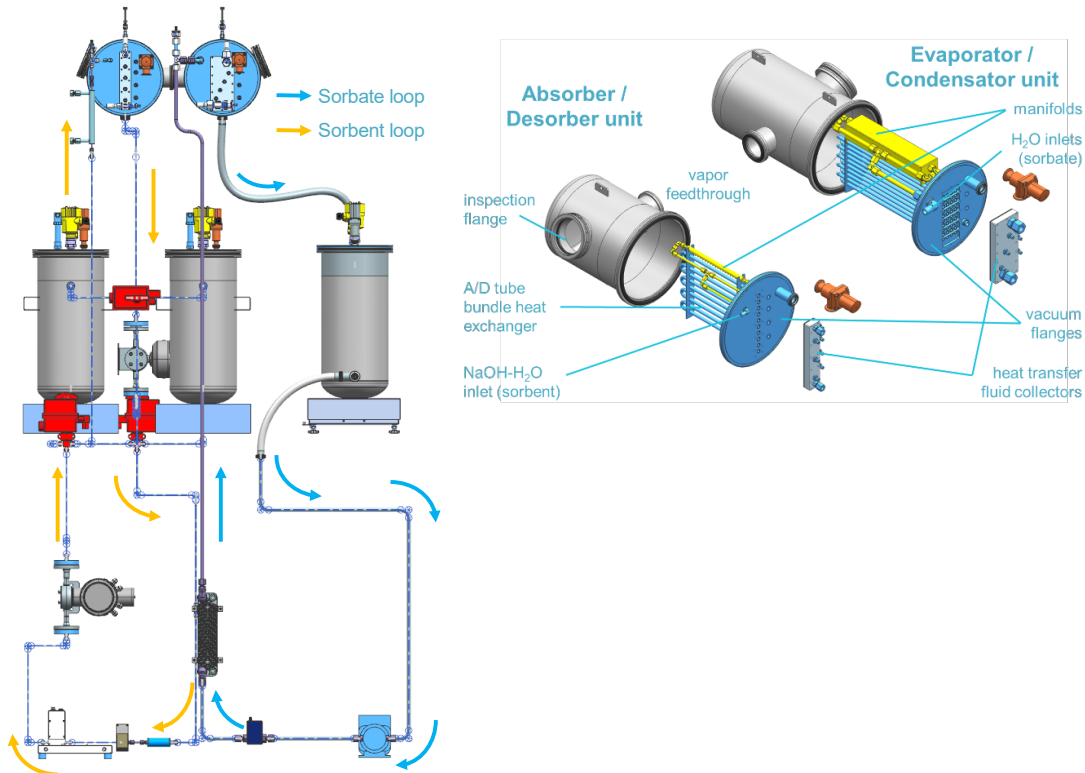 Sorbate loop
Sorbent loop
Absorber /
Desorber unit
Evaporator /
Condensator unit
manifolds
H₂O inlets
(sorbate)
vapor
feedthrough
inspection
flange
A/D tube
bundle heat
exchanger
NaOH-H₂O
inlet (sorbent)
vacuum
flanges
heat transfer
fluid collectors